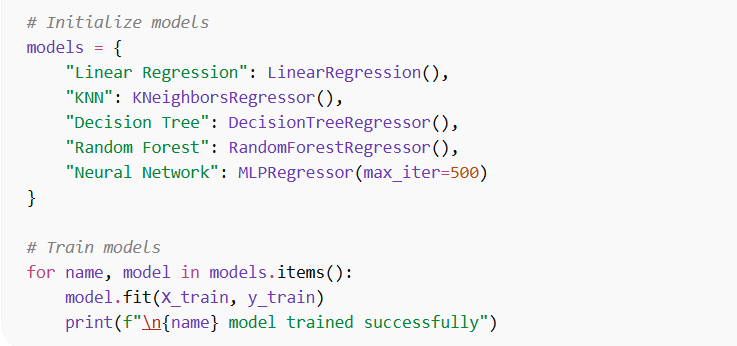 # Initialize models
models = {
    "Linear Regression": LinearRegression(),
    "KNN": KNeighborsRegressor(),
    "Decision Tree": DecisionTreeRegressor(),
    "Random Forest": RandomForestRegressor(),
    "Neural Network": MLPRegressor(max_iter=500)
}
# Train models
for name, model in models.items():
    model.fit(X_train, y_train)
    print(f"\n{name} model trained successfully")